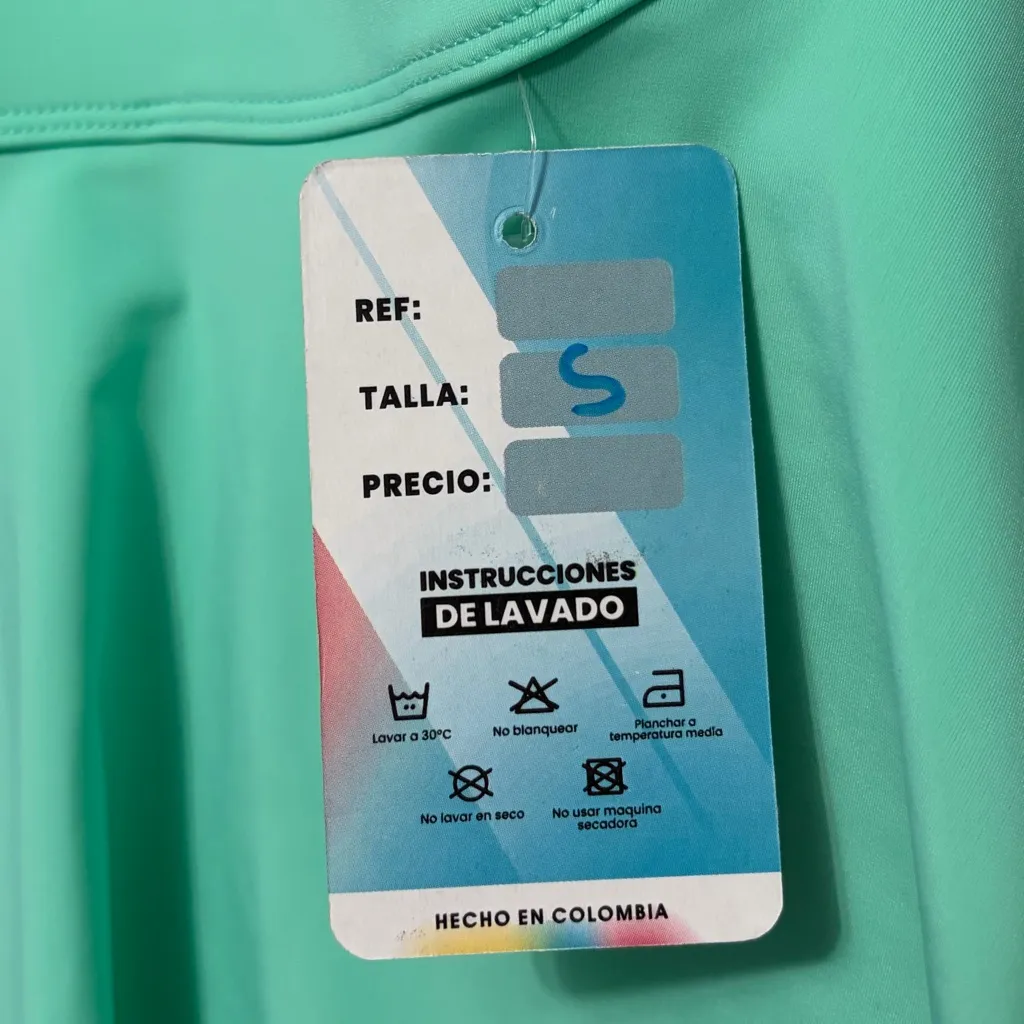 REF:
TALLA: S
PRECIO:
INSTRUCCIONES
DE LAVADO
Lavar a 30ºC
No blanquear
Planchar a
temperatura media
No lavar en seco
No usar maquina
secadora
HECHO EN COLOMBIA